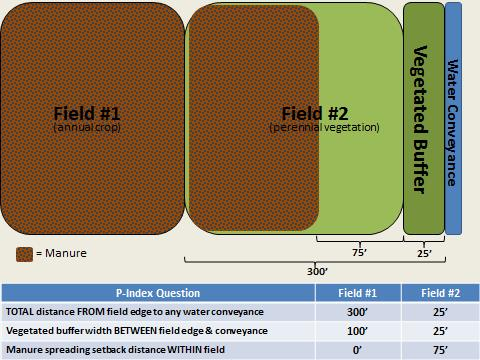 Field #1
(annual crop)
Field #2
(perennial vegetation)
Vegetated Buffer
Water Conveyance
= Manure
75’
25’
300’
P-Index Question Field #1 Field #2
TOTAL distance FROM field edge to any water conveyance 300’ 25’
Vegetated buffer width BETWEEN field edge & conveyance 100’ 25’
Manure spreading setback distance WITHIN field 0’ 75’